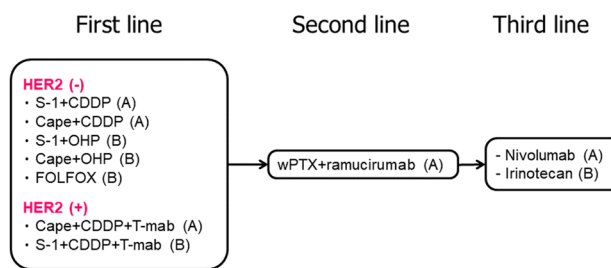 First line
Second line
Third line
HER2 (-)
・ S-1+CDDP (A)
・ Cape+CDDP (A)
・ S-1+OHP (B)
・ Cape+OHP (B)
・ FOLFOX (B)
HER2 (+)
・ Cape+CDDP+T-mab (A)
・ S-1+CDDP+T-mab (B)
wPTX+ramucirumab (A)
- Nivolumab (A)
- Irinotecan (B)